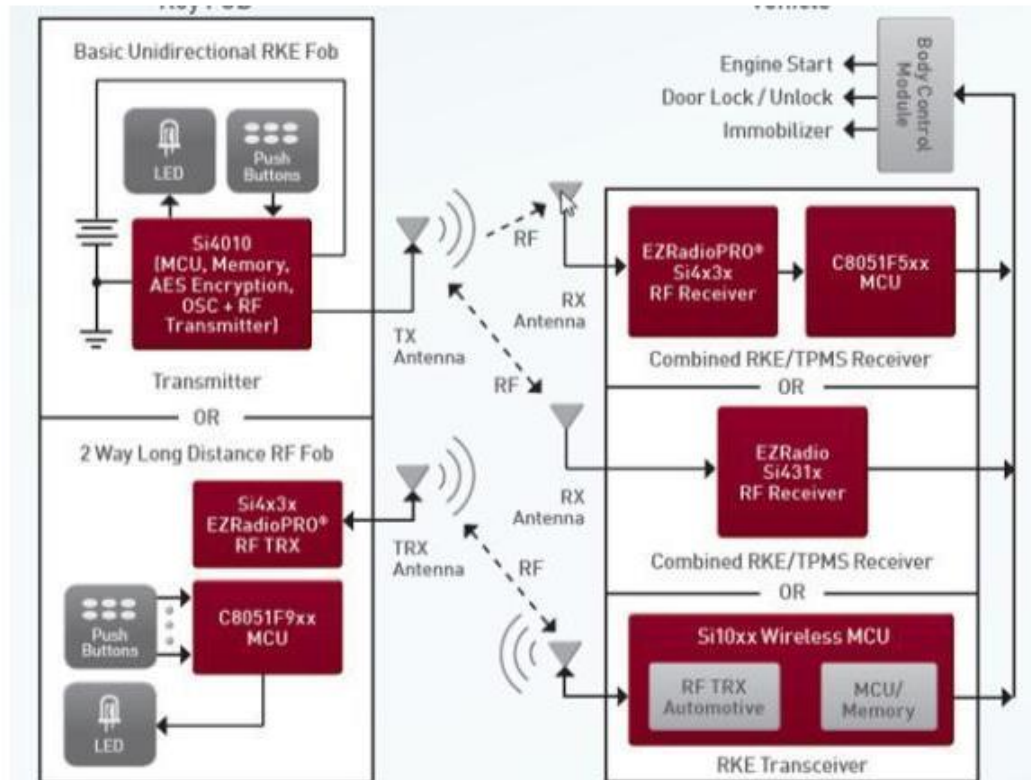 Key FOB
Vehicle
Basic Unidirectional RKE Fob
LED
Push
Buttons
Si4010
(MCU, Memory,
AES Encryption,
OSC + RF
Transmitter)
Transmitter
OR
2 Way Long Distance RF Fob
Si4x3x
EZRadioPRO®
RF TRX
Push
Buttons
C8051F9xx
MCU
LED
TX
Antenna
RF
RF
TRX
Antenna
RF
RX
Antenna
RX
Antenna
Engine Start
Door Lock / Unlock
Immobilizer
Body Control
Module
EZRadioPRO®
Si4x3x
RF Receiver
C8051F5xx
MCU
Combined RKE/TPMS Receiver
OR
EZRadio
Si431x
RF Receiver
Combined RKE/TPMS Receiver
OR
Si10xx Wireless MCU
RF TRX
Automotive
MCU/
Memory
RKE Transceiver